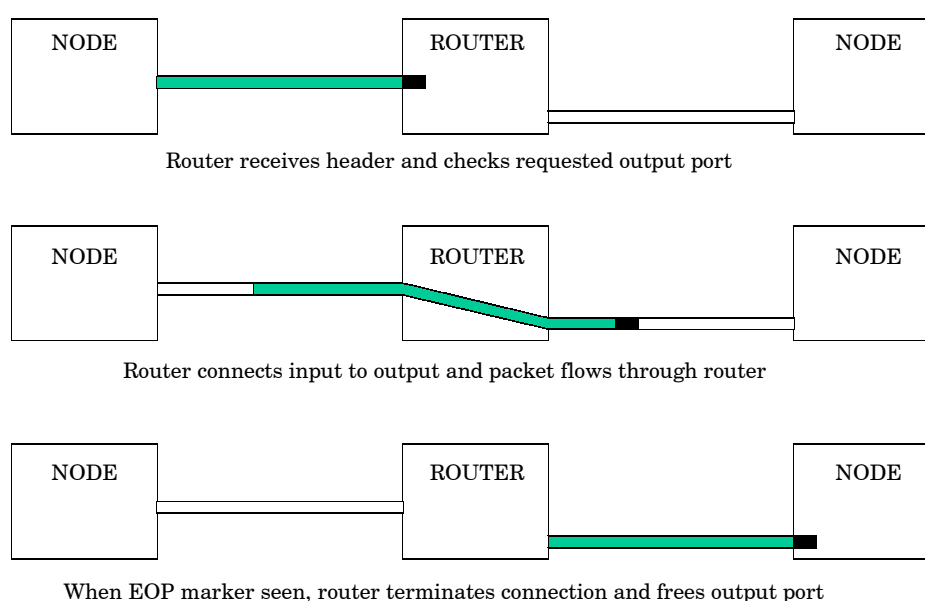 NODE ROUTER NODE
Router receives header and checks requested output port
NODE ROUTER NODE
Router connects input to output and packet flows through router
NODE ROUTER NODE
When EOP marker seen, router terminates connection and frees output port